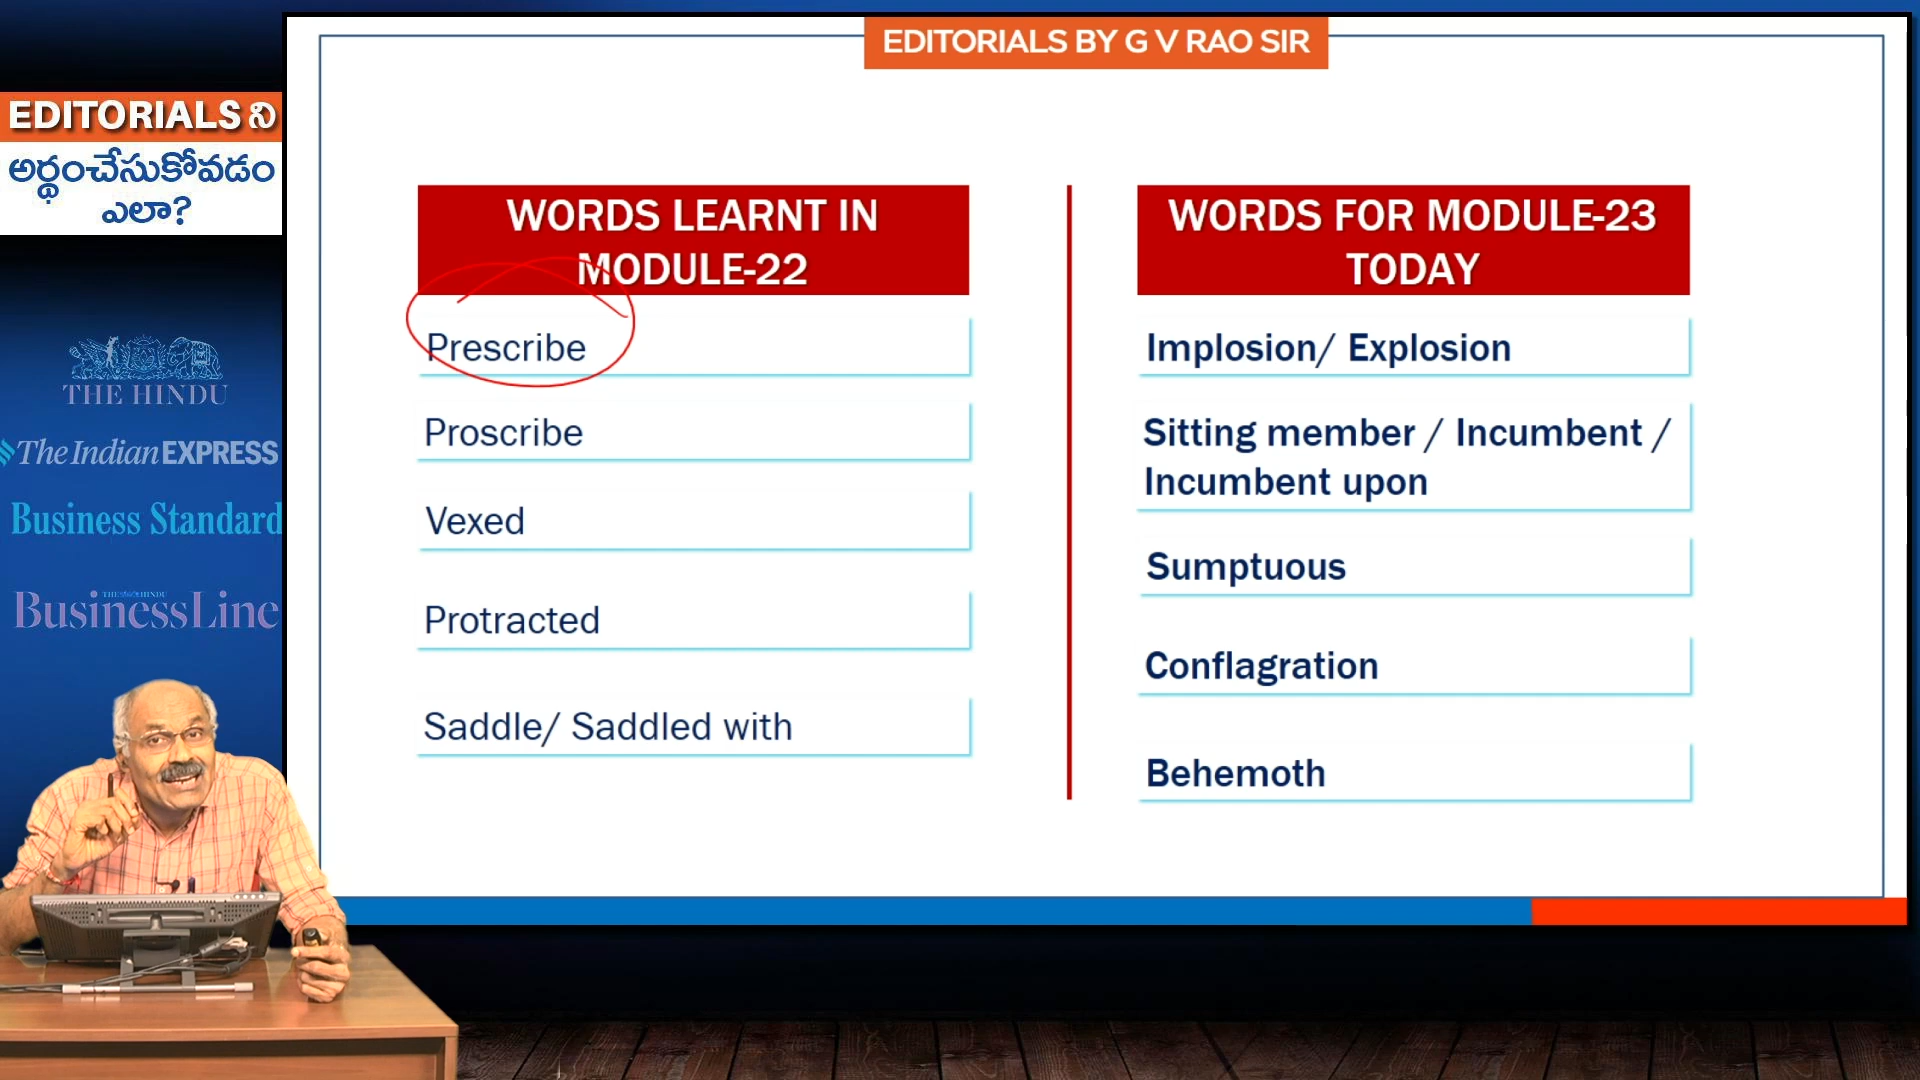 EDITORIALS BY G V RAO SIR
EDITORIALS ని
అర్థంచేసుకోవడం
ఎలా?
THE HINDU
The Indian EXPRESS
Business Standard
THE HINDU
BusinessLine
WORDS LEARNT IN
MODULE-22
Prescribe
Proscribe
Vexed
Protracted
Saddle/ Saddled with
WORDS FOR MODULE-23
TODAY
Implosion/ Explosion
Sitting member / Incumbent /
Incumbent upon
Sumptuous
Conflagration
Behemoth